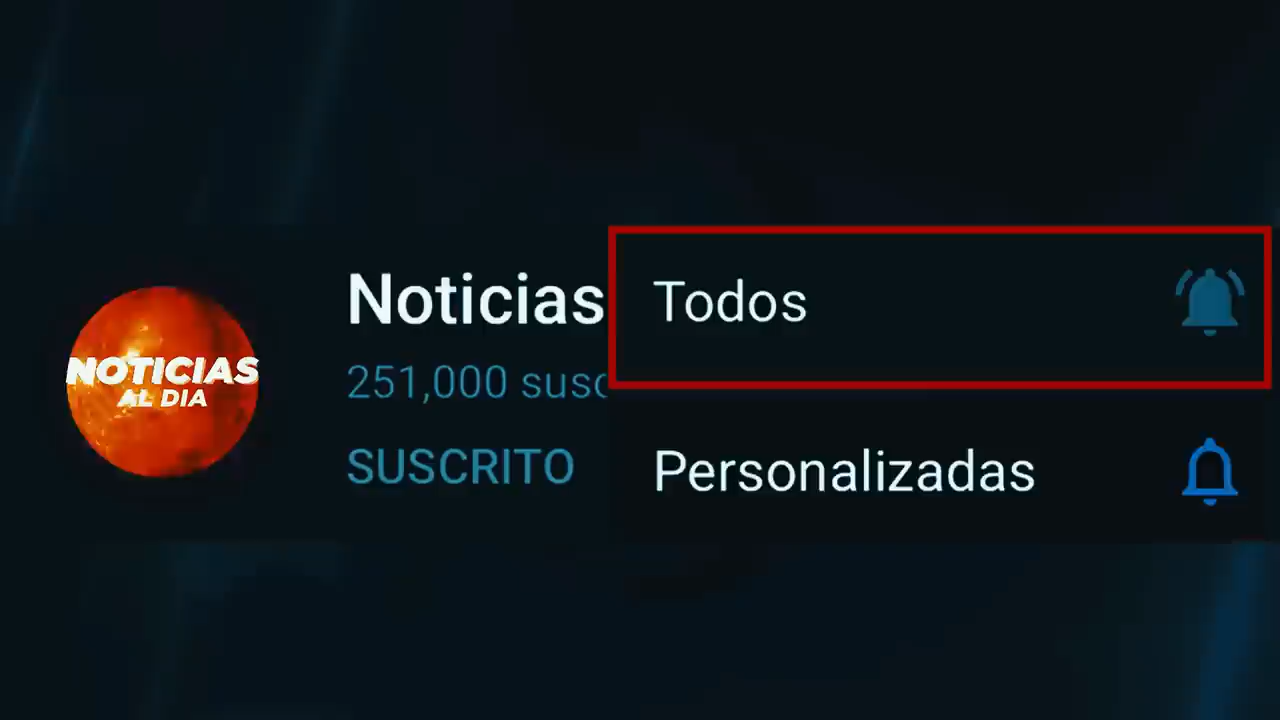 NOTICIAS
AL DIA
Noticias
251,000 susc
SUSCRITO
Todos
Personalizadas